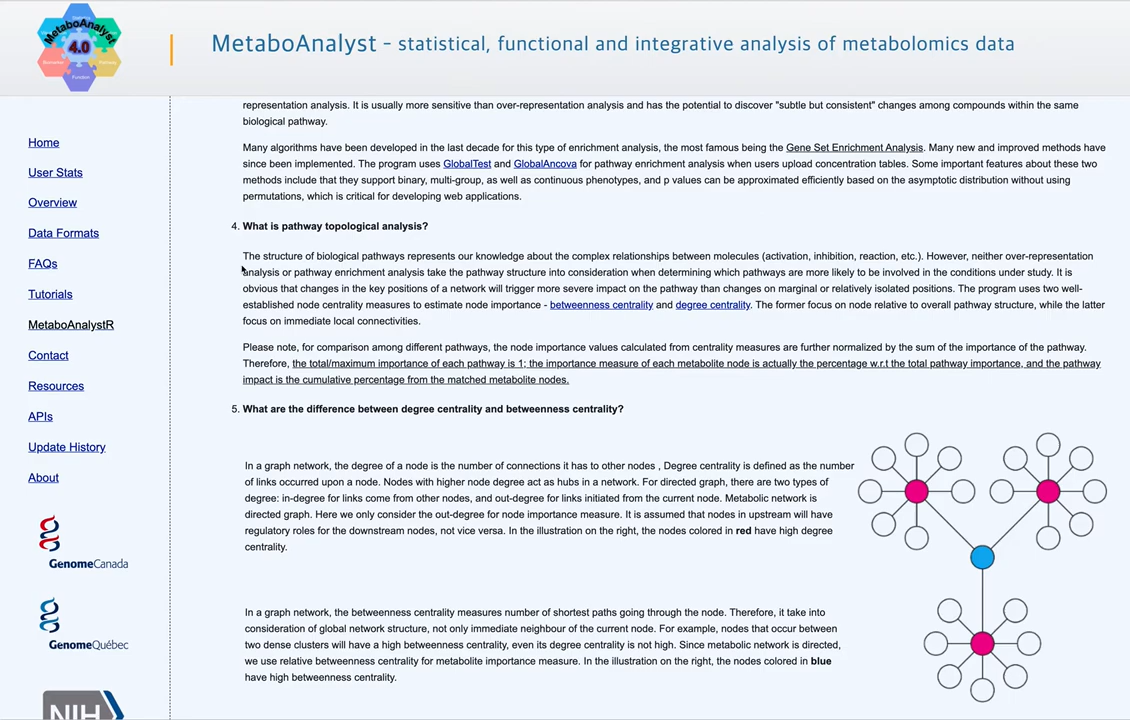 MetaboAnalyst
4.0
Biomarker
Pathway
Function
MetaboAnalyst - statistical, functional and integrative analysis of metabolomics data
Home
User Stats
Overview
Data Formats
FAQs
Tutorials
MetaboAnalystR
Contact
Resources
APIs
Update History
About
GenomeCanada
GenomeQuébec
NIH
representation analysis. It is usually more sensitive than over-representation analysis and has the potential to discover "subtle but consistent" changes among compounds within the same
biological pathway.
Many algorithms have been developed in the last decade for this type of enrichment analysis, the most famous being the Gene Set Enrichment Analysis. Many new and improved methods have
since been implemented. The program uses GlobalTest and GlobalAncova for pathway enrichment analysis when users upload concentration tables. Some important features about these two
methods include that they support binary, multi-group, as well as continuous phenotypes, and p values can be approximated efficiently based on the asymptotic distribution without using
permutations, which is critical for developing web applications.
4. What is pathway topological analysis?
The structure of biological pathways represents our knowledge about the complex relationships between molecules (activation, inhibition, reaction, etc.). However, neither over-representation
analysis or pathway enrichment analysis take the pathway structure into consideration when determining which pathways are more likely to be involved in the conditions under study. It is
obvious that changes in the key positions of a network will trigger more severe impact on the pathway than changes on marginal or relatively isolated positions. The program uses two well-
established node centrality measures to estimate node importance - betweenness centrality and degree centrality. The former focus on node relative to overall pathway structure, while the latter
focus on immediate local connectivities.
Please note, for comparison among different pathways, the node importance values calculated from centrality measures are further normalized by the sum of the importance of the pathway.
Therefore, the total/maximum importance of each pathway is 1; the importance measure of each metabolite node is actually the percentage w.r.t the total pathway importance, and the pathway
impact is the cumulative percentage from the matched metabolite nodes.
5. What are the difference between degree centrality and betweenness centrality?
In a graph network, the degree of a node is the number of connections it has to other nodes , Degree centrality is defined as the number
of links occurred upon a node. Nodes with higher node degree act as hubs in a network. For directed graph, there are two types of
degree: in-degree for links come from other nodes, and out-degree for links initiated from the current node. Metabolic network is
directed graph. Here we only consider the out-degree for node importance measure. It is assumed that nodes in upstream will have
regulatory roles for the downstream nodes, not vice versa. In the illustration on the right, the nodes colored in red have high degree
centrality.
In a graph network, the betweenness centrality measures number of shortest paths going through the node. Therefore, it take into
consideration of global network structure, not only immediate neighbour of the current node. For example, nodes that occur between
two dense clusters will have a high betweenness centrality, even its degree centrality is not high. Since metabolic network is directed,
we use relative betweenness centrality for metabolite importance measure. In the illustration on the right, the nodes colored in blue
have high betweenness centrality.